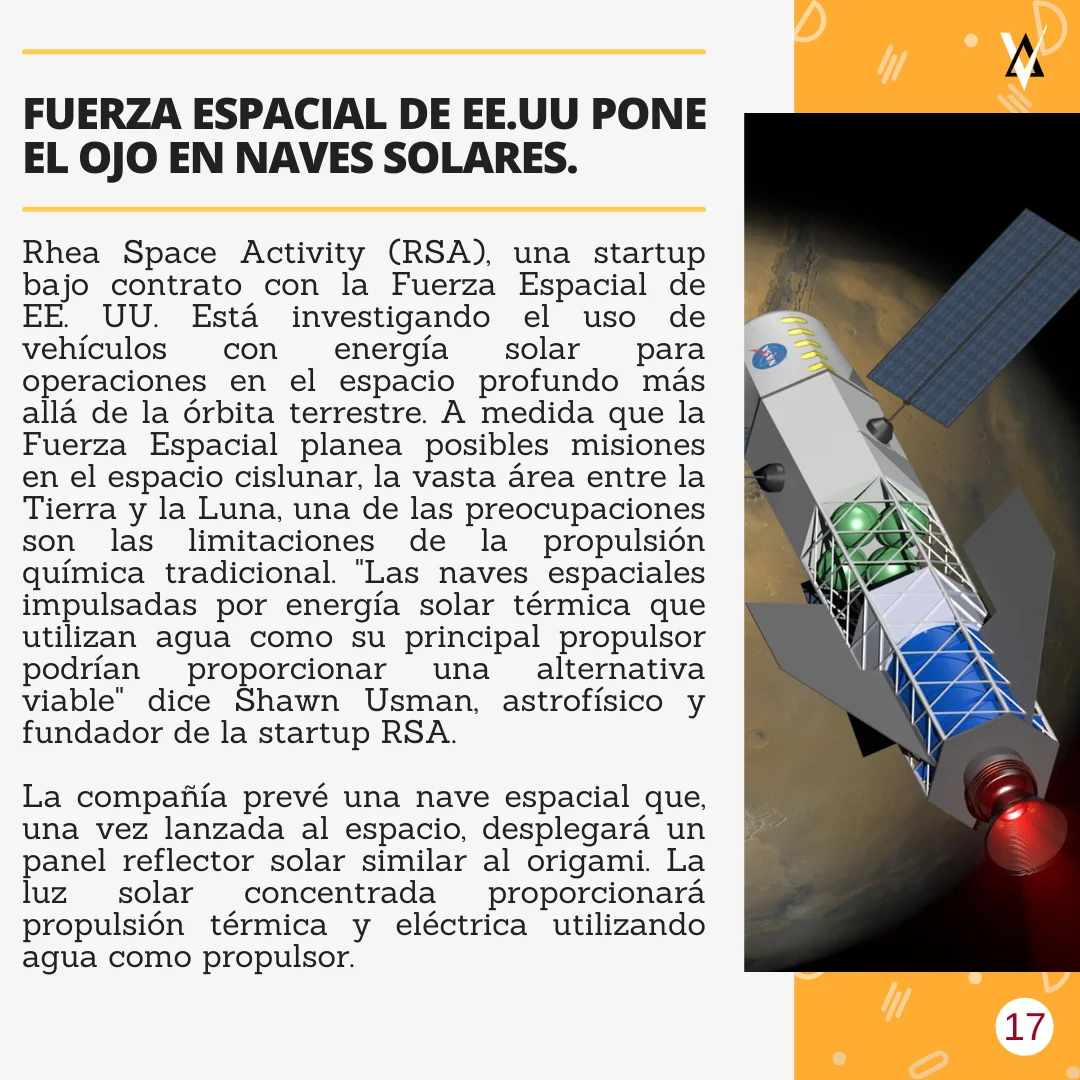 FUERZA ESPACIAL DE EE.UU PONE
EL OJO EN NAVES SOLARES.
Rhea Space Activity (RSA), una startup
bajo contrato con la Fuerza Espacial de
EE. UU. Está investigando el uso de
vehículos con energía solar para
operaciones en el espacio profundo más
allá de la órbita terrestre. A medida que la
Fuerza Espacial planea posibles misiones
en el espacio cislunar, la vasta área entre la
Tierra y la Luna, una de las preocupaciones
son las limitaciones de la propulsión
química tradicional. "Las naves espaciales
impulsadas por energía solar térmica que
utilizan agua como su principal propulsor
podrían proporcionar una alternativa
viable" dice Shawn Usman, astrofísico y
fundador de la startup RSA.
La compañía prevé una nave espacial que,
una vez lanzada al espacio, desplegará un
panel reflector solar similar al origami. La
luz solar concentrada proporcionará
propulsión térmica y eléctrica utilizando
agua como propulsor.
NASA
17